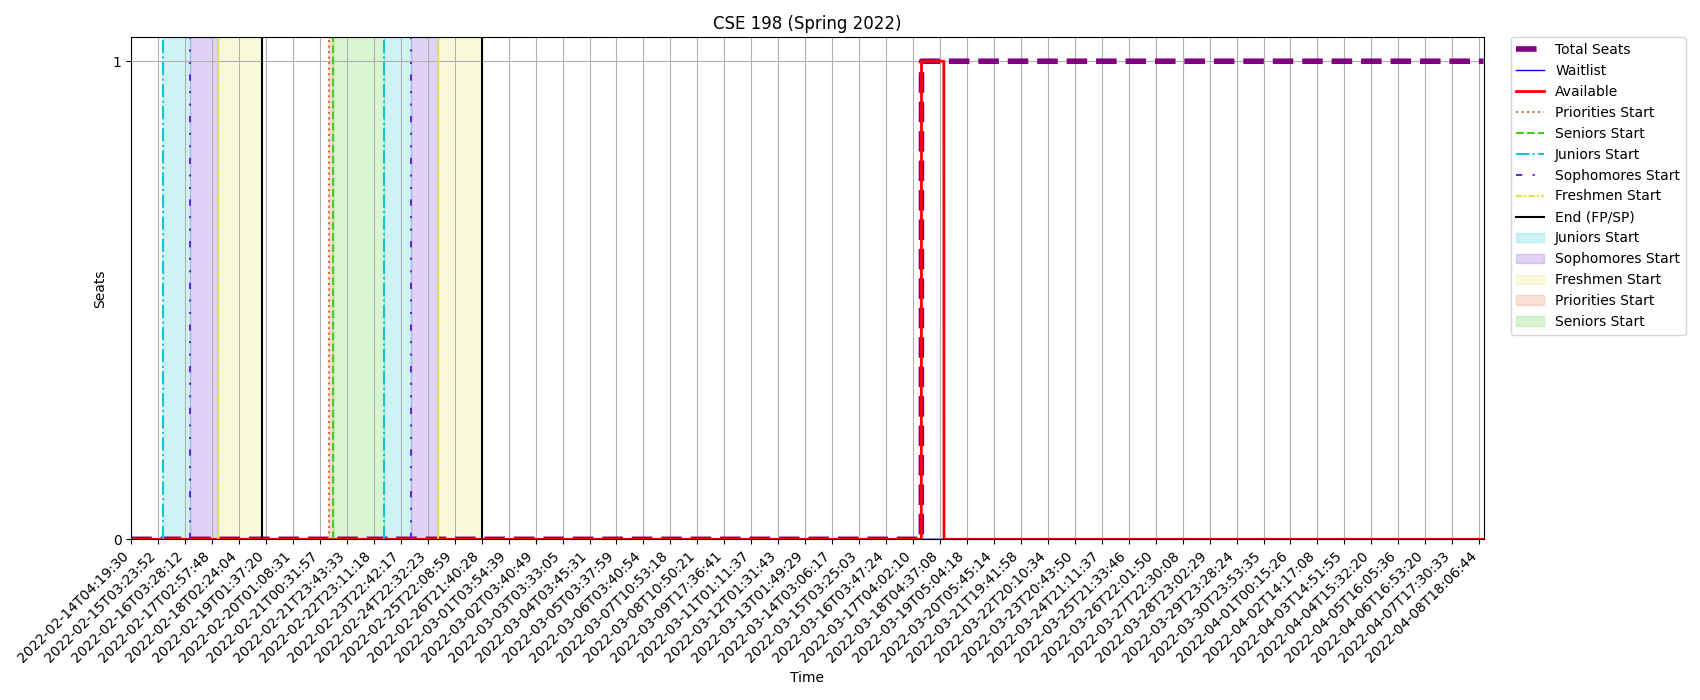 CSE 198 (Spring 2022)
1
0
Seats
Total Seats
Waitlist
Available
Priorities Start
Seniors Start
Juniors Start
Sophomores Start
Freshmen Start
End (FP/SP)
Juniors Start
Sophomores Start
Freshmen Start
Priorities Start
Seniors Start
2022-02-14T04:19:30
2022-02-15T03:23:52
2022-02-16T03:28:12
2022-02-17T02:57:48
2022-02-18T02:24:04
2022-02-19T01:37:20
2022-02-20T01:08:31
2022-02-21T00:31:57
2022-02-21T23:43:33
2022-02-22T23:11:18
2022-02-23T22:42:17
2022-02-24T22:32:23
2022-02-25T22:08:59
2022-02-26T21:40:28
2022-03-01T03:54:39
2022-03-02T03:40:49
2022-03-03T03:33:05
2022-03-04T03:45:31
2022-03-05T03:37:59
2022-03-06T03:40:54
2022-03-07T10:53:18
2022-03-08T10:50:21
2022-03-09T17:36:41
2022-03-11T01:11:37
2022-03-12T01:31:43
2022-03-13T01:49:29
2022-03-14T03:06:17
2022-03-15T03:25:03
2022-03-16T03:47:24
2022-03-17T04:02:10
2022-03-18T04:37:08
2022-03-19T05:04:18
2022-03-20T05:45:14
2022-03-21T19:41:58
2022-03-22T20:10:34
2022-03-23T20:43:50
2022-03-24T21:11:37
2022-03-25T21:33:46
2022-03-26T22:01:50
2022-03-27T22:30:08
2022-03-28T23:02:29
2022-03-29T23:28:24
2022-03-30T23:53:35
2022-04-01T00:15:26
2022-04-02T14:17:08
2022-04-03T14:51:55
2022-04-04T15:32:20
2022-04-05T16:05:36
2022-04-06T16:53:20
2022-04-07T17:30:33
2022-04-08T18:06:44
Time